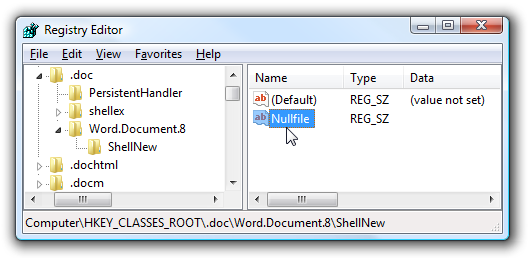 Registry Editor
File Edit View Favorites Help
.doc
PersistentHandler
shellex
Word.Document.8
ShellNew
.dochtml
.docm
Name Type Data
ab (Default) REG_SZ (value not set)
ab Nullfile REG_SZ
Computer\HKEY_CLASSES_ROOT\.doc\Word.Document.8\ShellNew